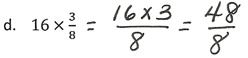 d. 16 × 3/8 = 16 × 3/8 = 48/8